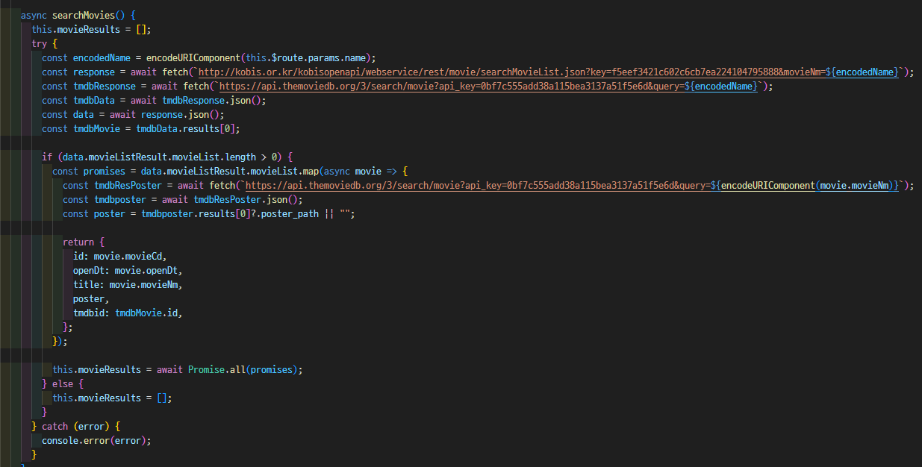 async searchMovies() {
this.movieResults = [];
try {
const encodedName = encodeURIComponent(this.$route.params.name);
const response = await fetch(`http://kobis.or.kr/kobisopenapi/webservice/rest/movie/searchMovieList.json?key=f5eef3421c602c6cb7ea224104795888&movieNm=${encodedName}`);
const tmdbResponse = await fetch(`https://api.themoviedb.org/3/search/movie?api_key=0bf7c555add38a115bea3137a51f5e6d&query=${encodedName}`);
const tmdbData = await tmdbResponse.json();
const data = await response.json();
const tmdbMovie = tmdbData.results[0];
if (data.movieListResult.movieList.length > 0) {
const promises = data.movieListResult.movieList.map(async movie => {
const tmdbResPoster = await fetch(`https://api.themoviedb.org/3/search/movie?api_key=0bf7c555add38a115bea3137a51f5e6d&query=${encodeURIComponent(movie.movieNm)}`);
const tmdbposter = await tmdbResPoster.json();
const poster = tmdbposter.results[0]?.poster_path || "";
return {
id: movie.movieCd,
openDt: movie.openDt,
title: movie.movieNm,
poster,
tmdbid: tmdbMovie.id,
};
});
this.movieResults = await Promise.all(promises);
} else {
this.movieResults = [];
}
} catch (error) {
console.error(error);
}